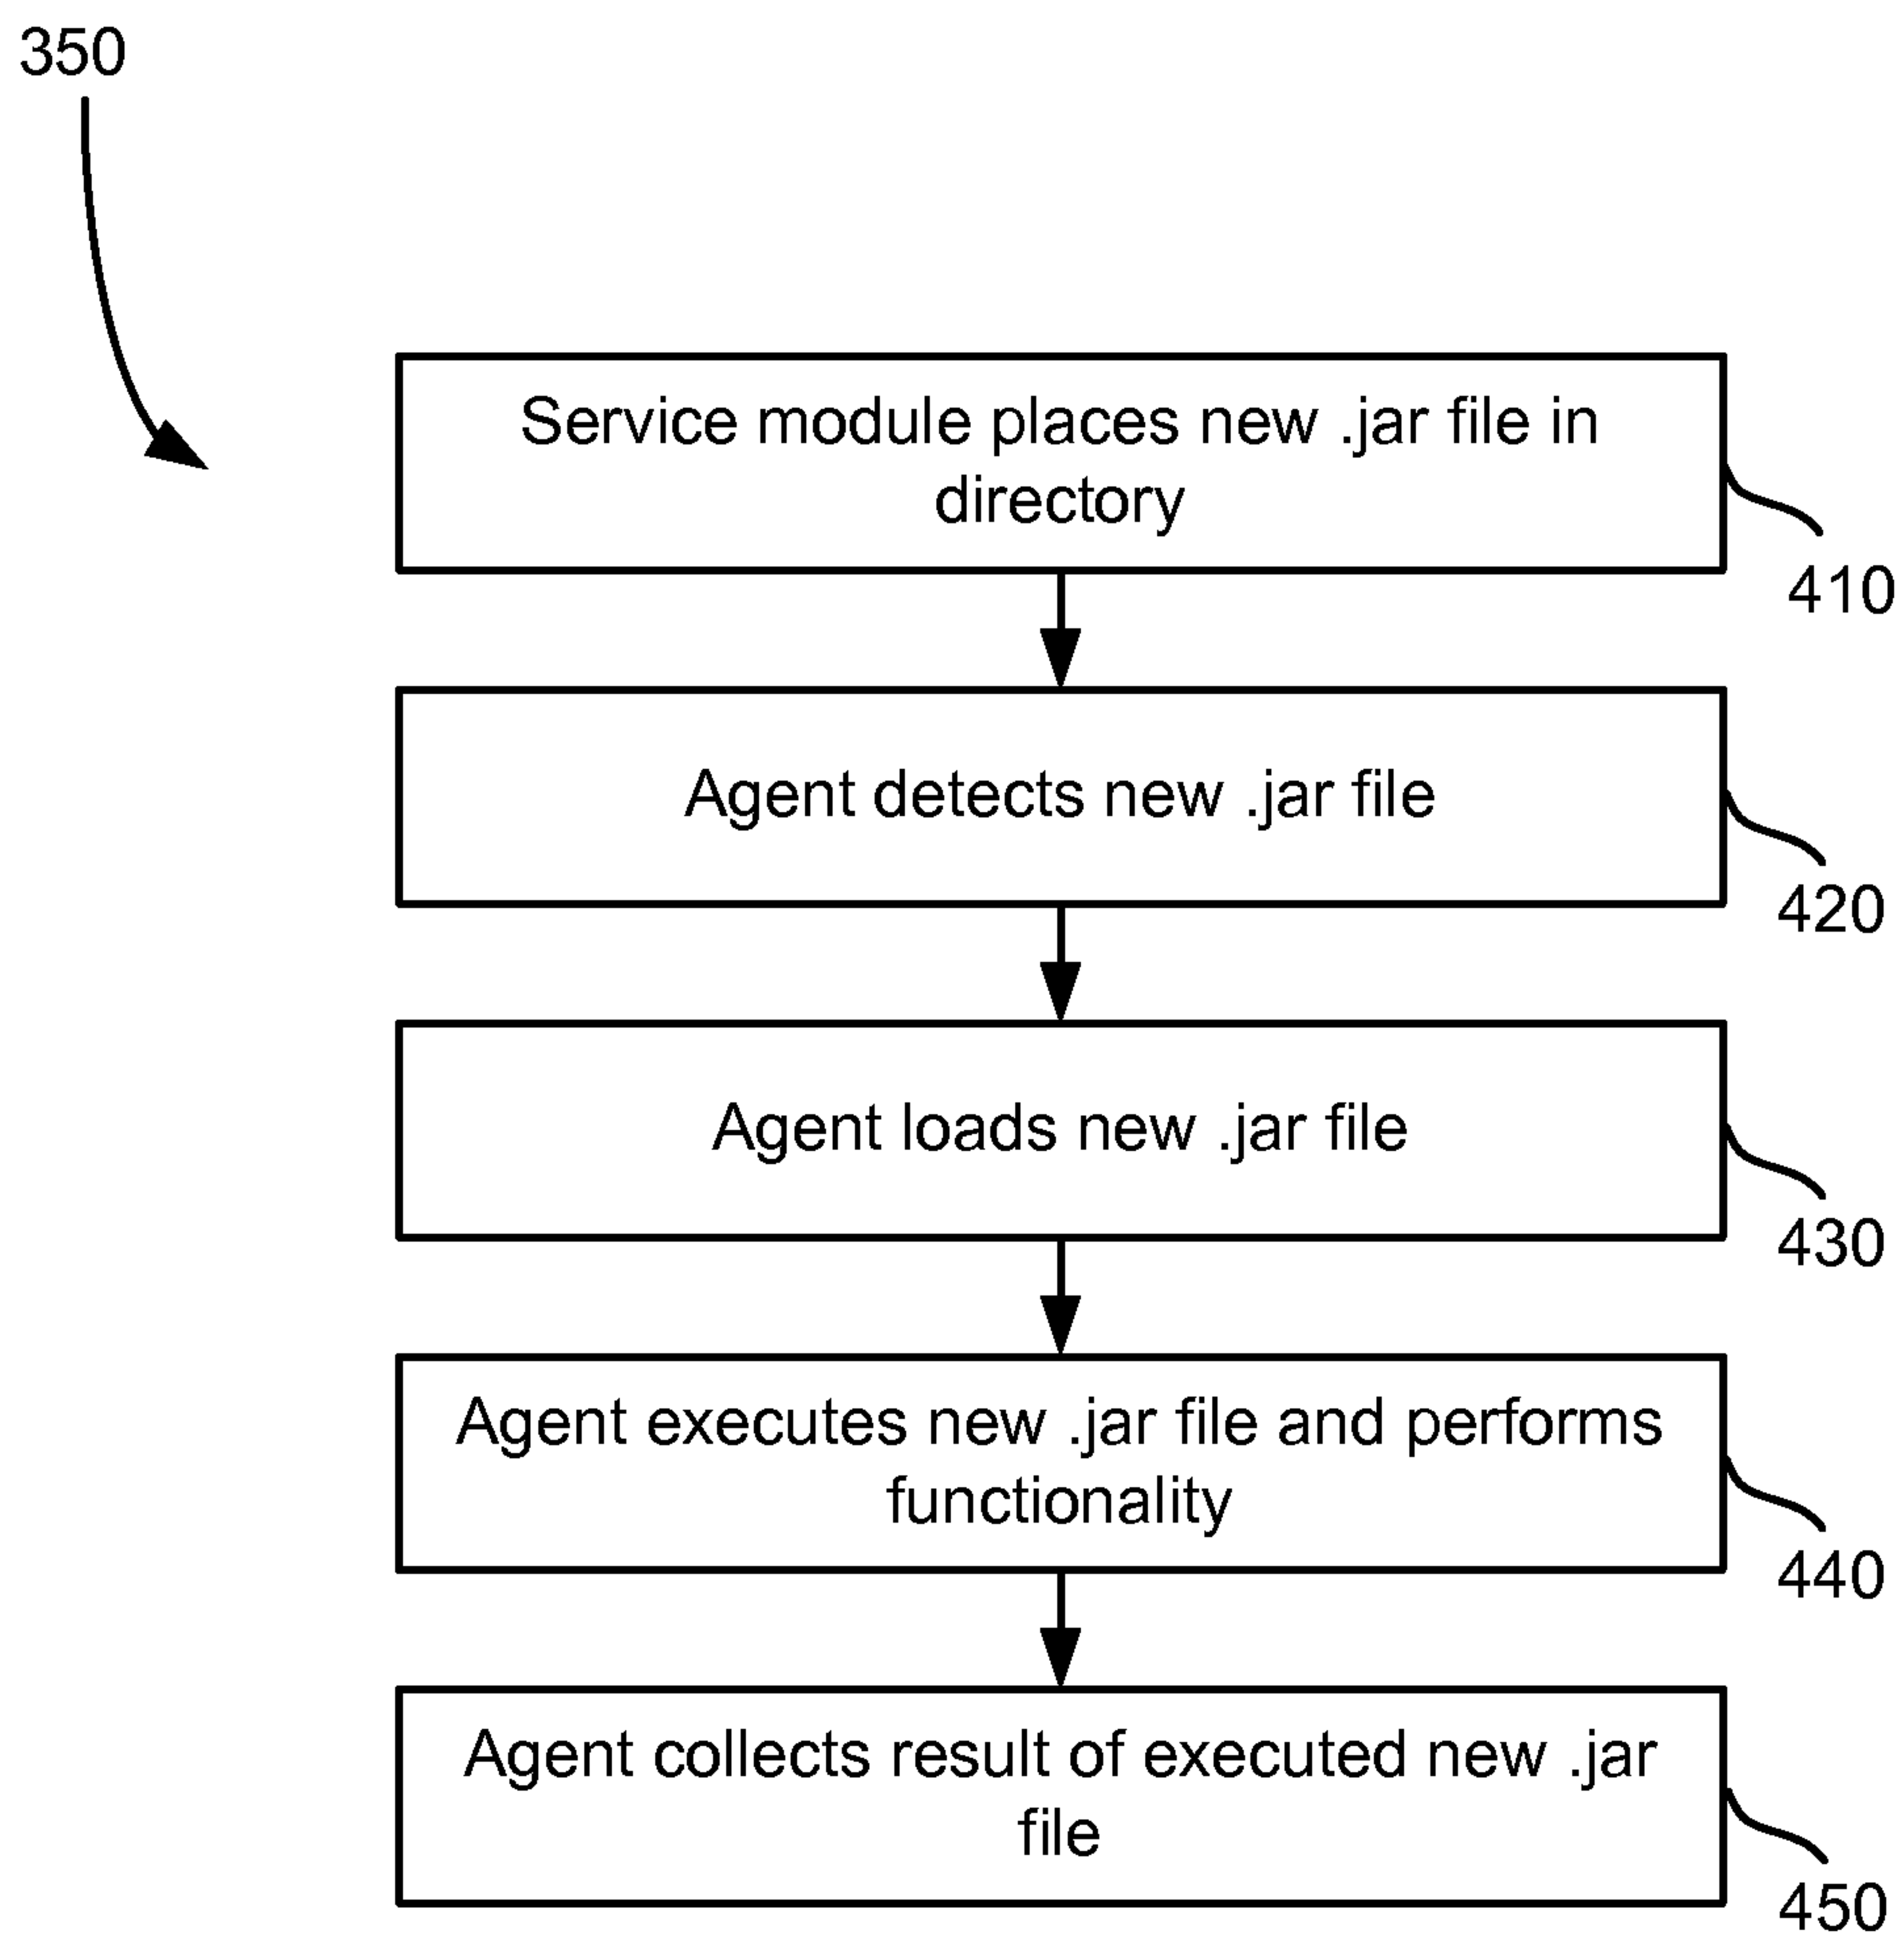 350
Service module places new .jar file in
directory
410
Agent detects new .jar file
420
Agent loads new .jar file
430
Agent executes new .jar file and performs
functionality
440
Agent collects result of executed new .jar
file
450